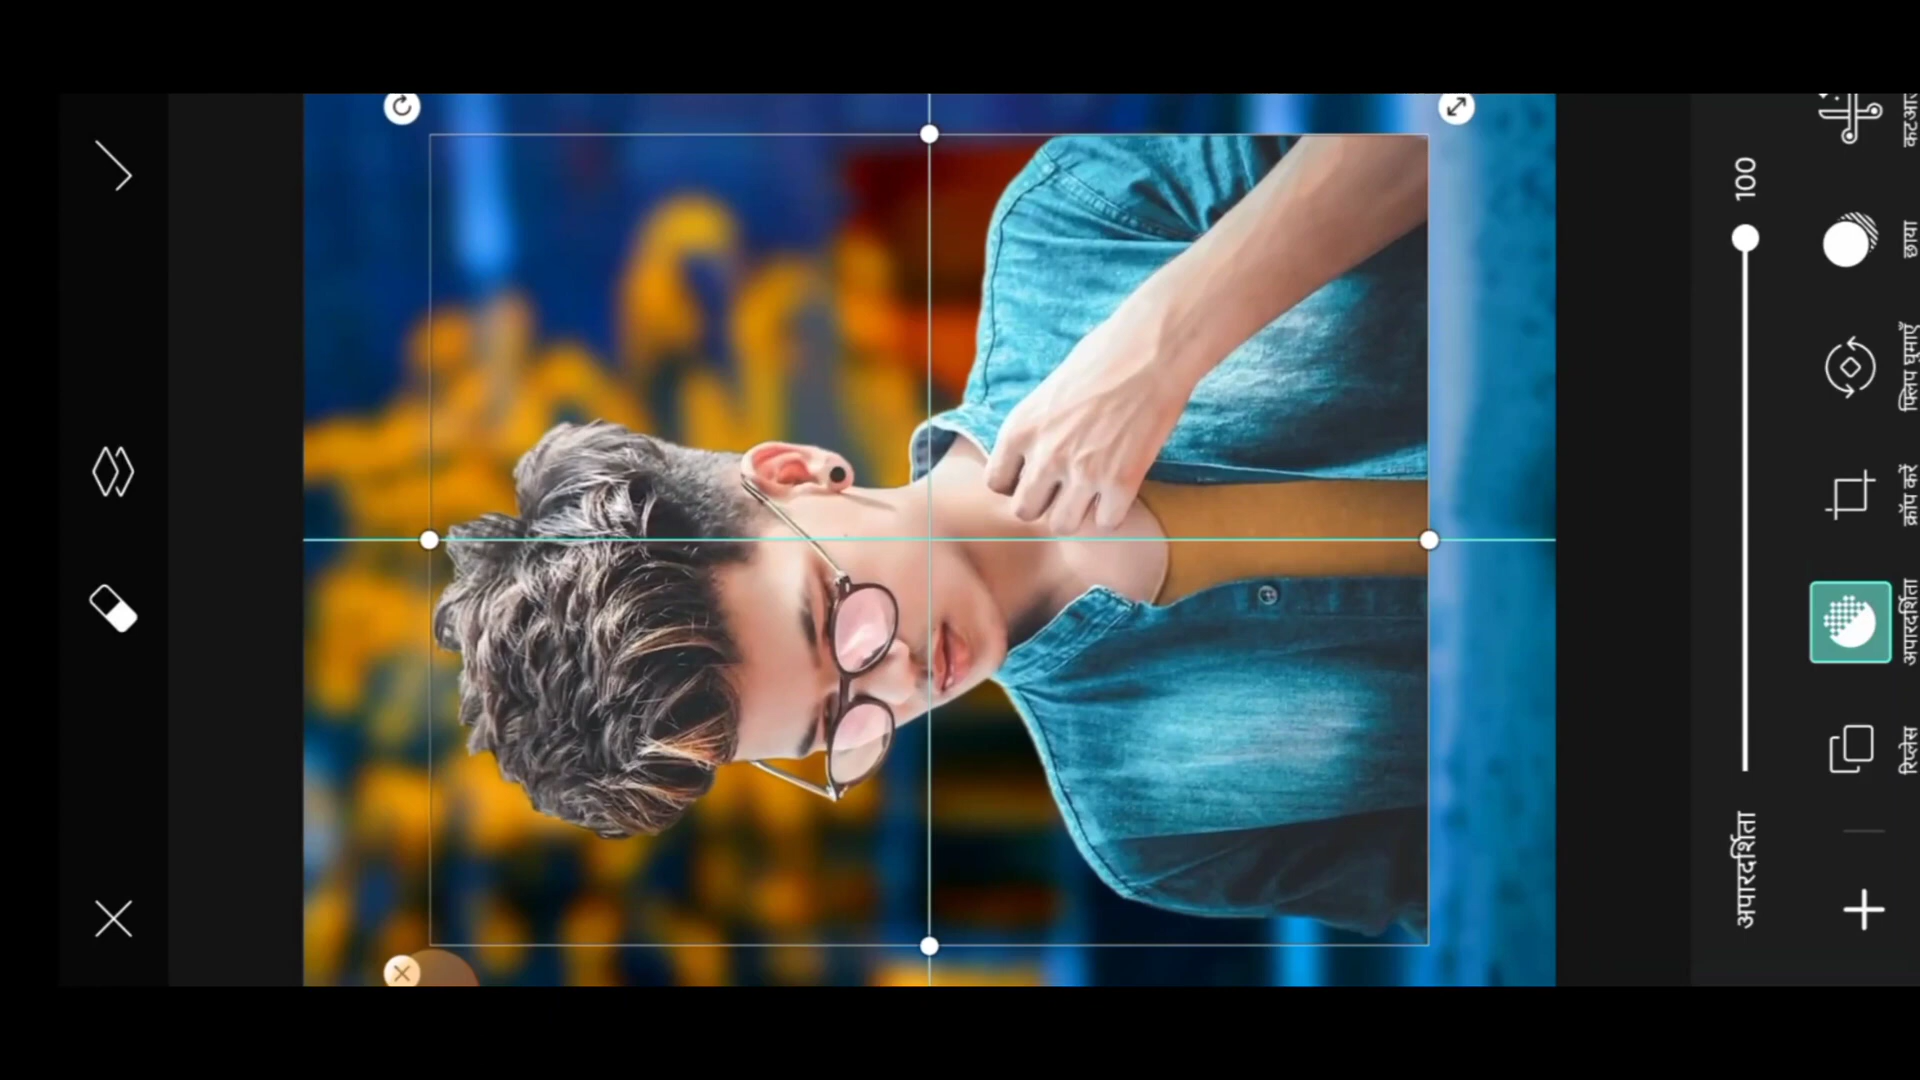 अपारदर्शिता 100
रिप्लेस
अपारदर्शिता
क्रॉप करें
फ्लिप घुमाएँ
छाया